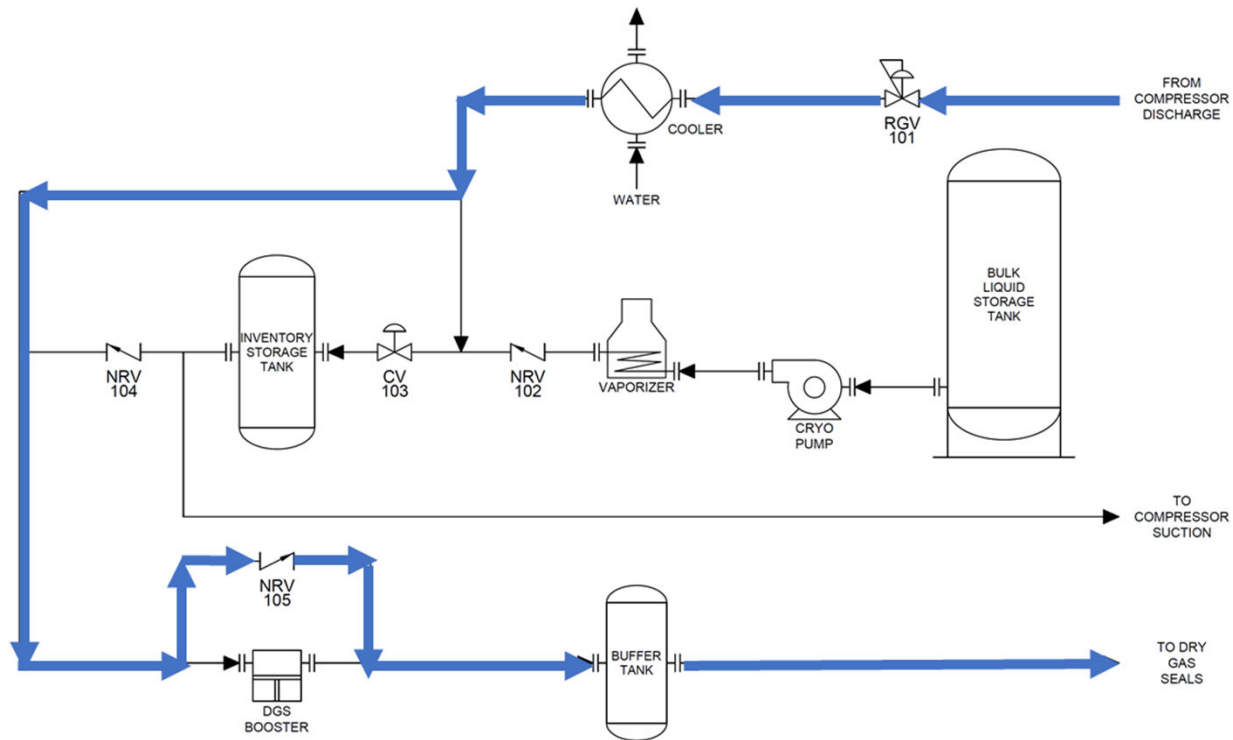 FROM
COMPRESSOR
DISCHARGE
RGV
101
COOLER
WATER
BULK
LIQUID
STORAGE
TANK
INVENTORY
STORAGE
TANK
NRV
104
CV
103
NRV
102
VAPORIZER
CRYO
PUMP
TO
COMPRESSOR
SUCTION
NRV
105
DGS
BOOSTER
BUFFER
TANK
TO DRY
GAS
SEALS